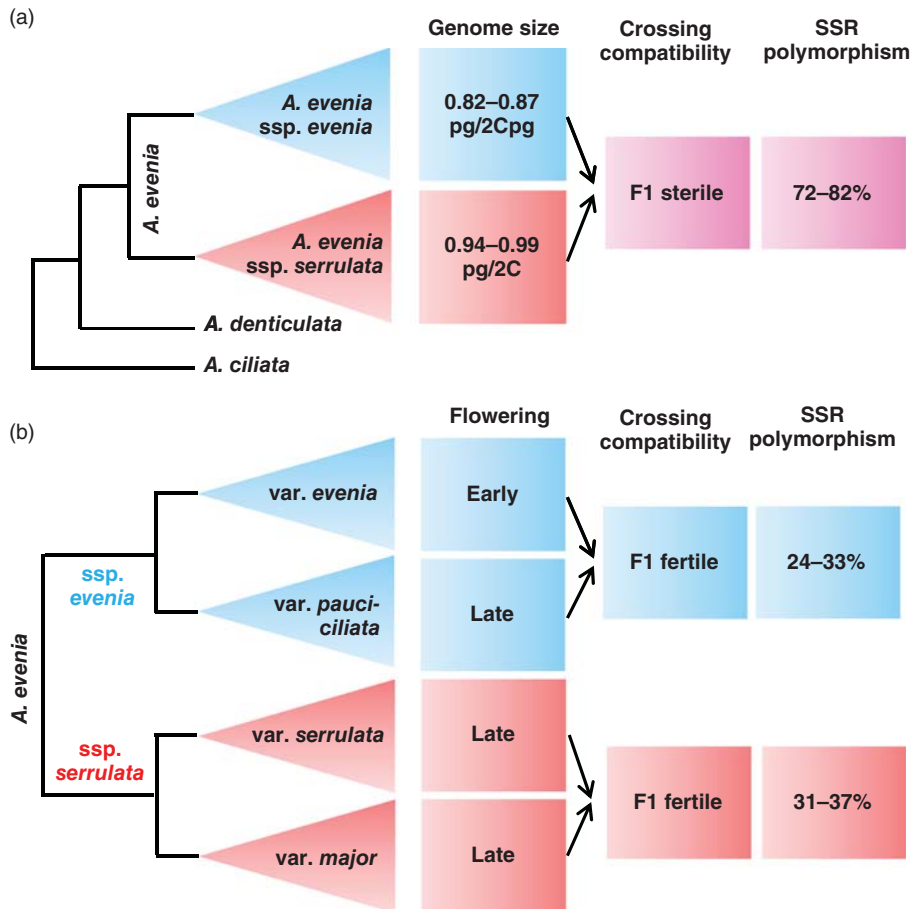 (a)
Genome size
Crossing
compatibility
SSR
polymorphism
A. evenia
A. evenia
ssp. evenia
0.82–0.87
pg/2Cpg
A. evenia
ssp. serrulata
0.94–0.99
pg/2C
F1 sterile
72–82%
A. denticulata
A. ciliata
(b)
Flowering
Crossing
compatibility
SSR
polymorphism
A. evenia
ssp.
evenia
var. evenia
Early
var. pauci-
ciliata
Late
F1 fertile
24–33%
ssp.
serrulata
var. serrulata
Late
var. major
Late
F1 fertile
31–37%